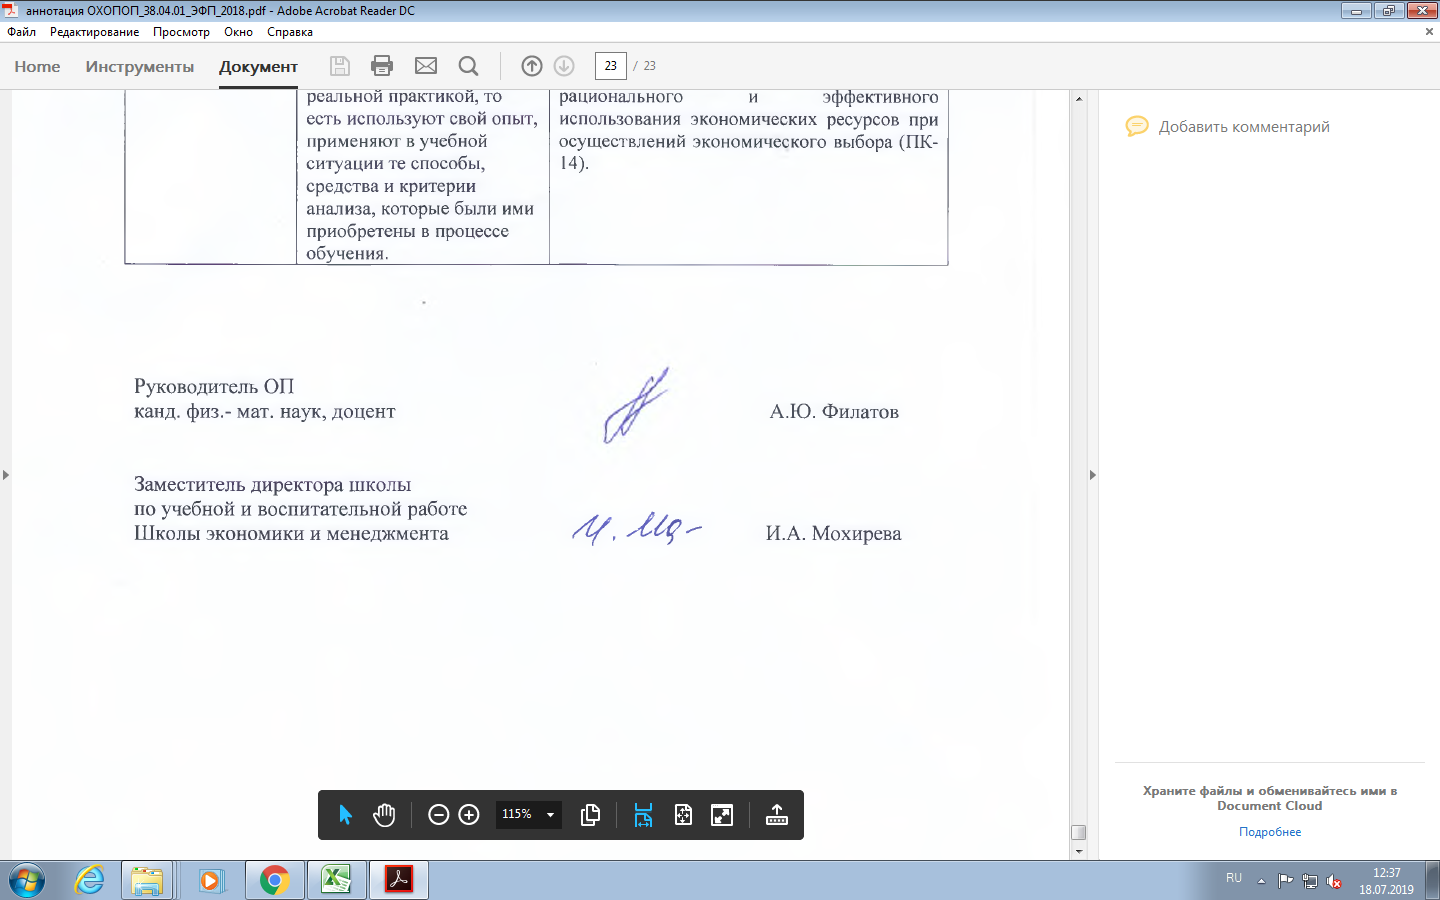 аннотация ОХОПОП_38.04.01_ЭФП_2018.pdf - Adobe Acrobat Reader DC
Файл Редактирование Просмотр Окно Справка
Home Инструменты Документ 23 / 23
реальной практикой, то
есть используют свой опыт,
применяют в учебной
ситуации те способы,
средства и критерии
анализа, которые были ими
приобретены в процессе
обучения.
рационального и эффективного
использования экономических ресурсов при
осуществлений экономического выбора (ПК-
14).
Руководитель ОП
канд. физ.- мат. наук, доцент А.Ю. Филатов
Заместитель директора школы
по учебной и воспитательной работе
Школы экономики и менеджмента И.А. Мохирева
Добавить комментарий
Храните файлы и обменивайтесь ими в
Document Cloud
Подробнее
115%
RU 12:37
18.07.2019